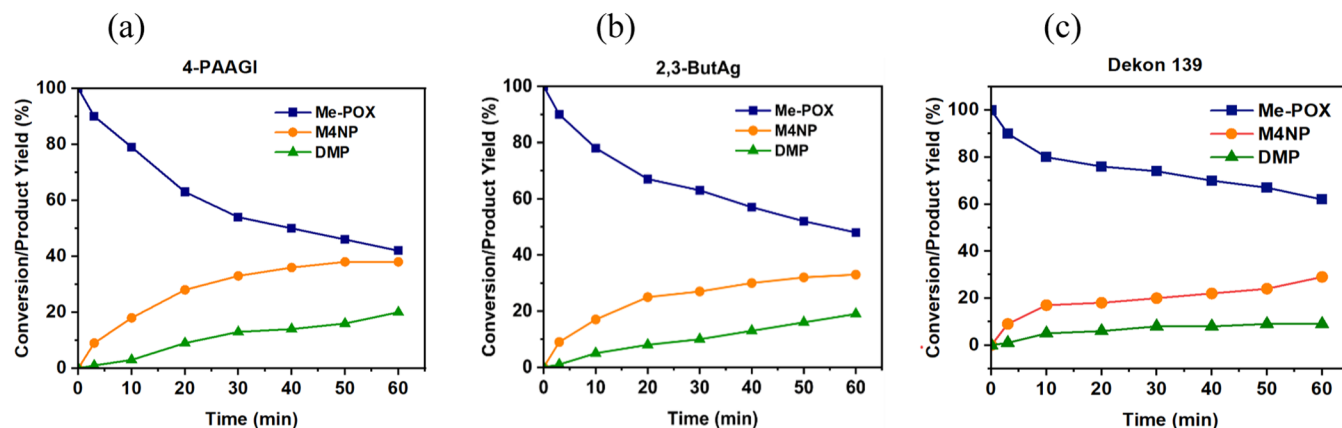 (a)
4-PAAGI
Conversion/Product Yield (%)
100
80
60
40
20
0
Me-POX
M4NP
DMP
0 10 20 30 40 50 60
Time (min)
(b)
2,3-ButAg
Conversion/Product Yield (%)
100
80
60
40
20
0
Me-POX
M4NP
DMP
0 10 20 30 40 50 60
Time (min)
(c)
Dekon 139
Conversion/Product Yield (%)
100
80
60
40
20
0
Me-POX
M4NP
DMP
0 10 20 30 40 50 60
Time (min)